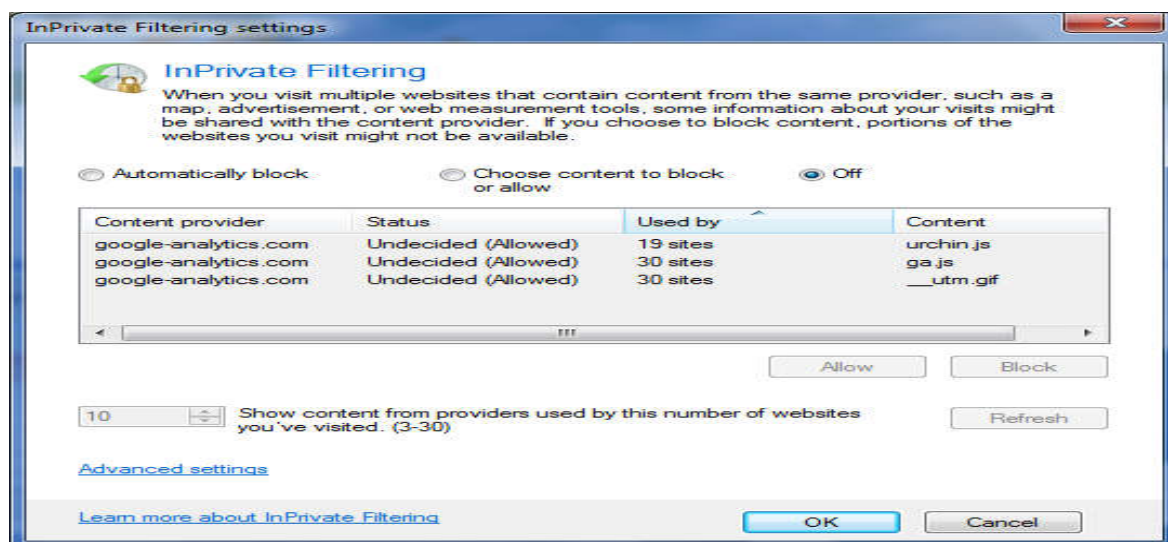 InPrivate Filtering settings
InPrivate Filtering
When you visit multiple websites that contain content from the same provider, such as a
map, advertisement, or web measurement tools, some information about your visits might
be shared with the content provider. If you choose to block content, portions of the
websites you visit might not be available.
Automatically block
Choose content to block
or allow
Off
Content provider Status Used by Content
google-analytics.com Undecided (Allowed) 19 sites urchin.js
google-analytics.com Undecided (Allowed) 30 sites ga.js
google-analytics.com Undecided (Allowed) 30 sites __utm.gif
Allow Block
10
Show content from providers used by this number of websites
you've visited. (3-30)
Refresh
Advanced settings
Learn more about InPrivate Filtering
OK Cancel